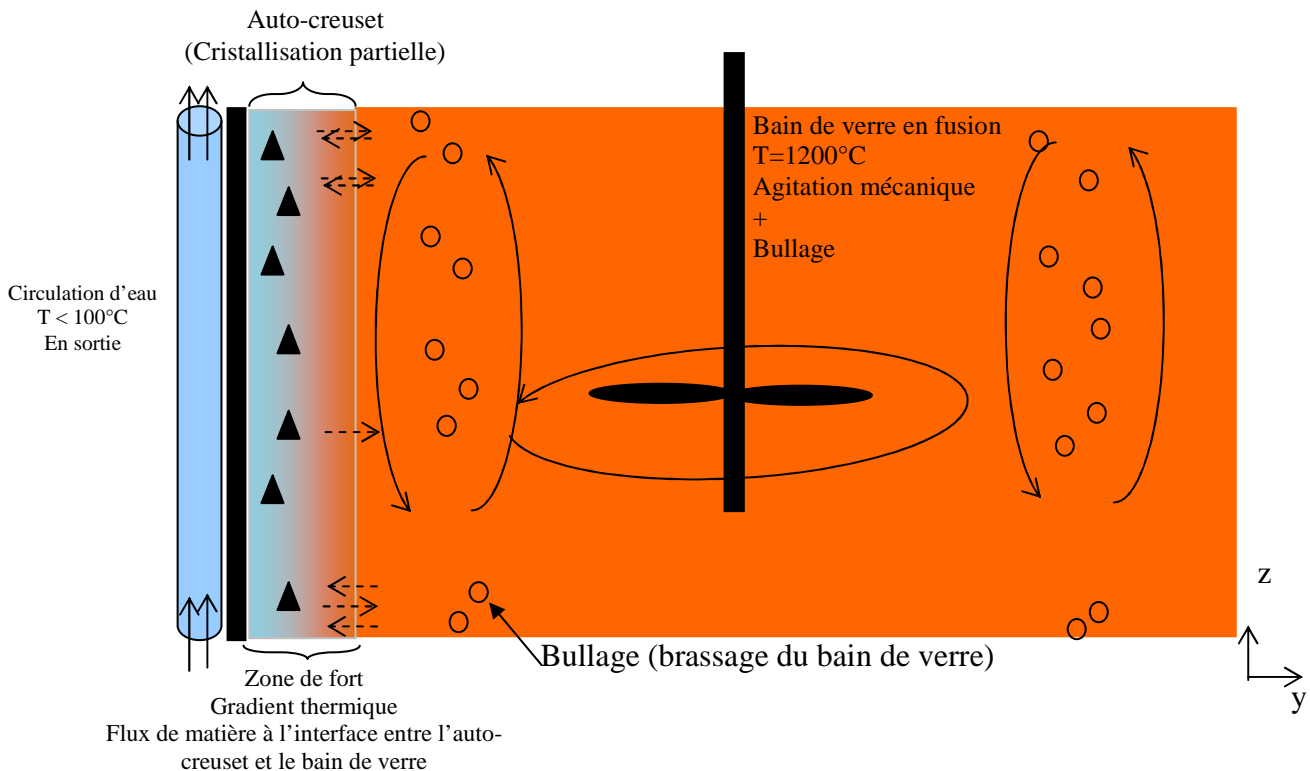 Auto-creuset
(Cristallisation partielle)
Bain de verre en fusion
T=1200°C
Agitation mécanique
+
Bullage
Circulation d'eau
T < 100°C
En sortie
z
y
Bullage (brassage du bain de verre)
Zone de fort
Gradient thermique
Flux de matière à l'interface entre l'auto-
creuset et le bain de verre